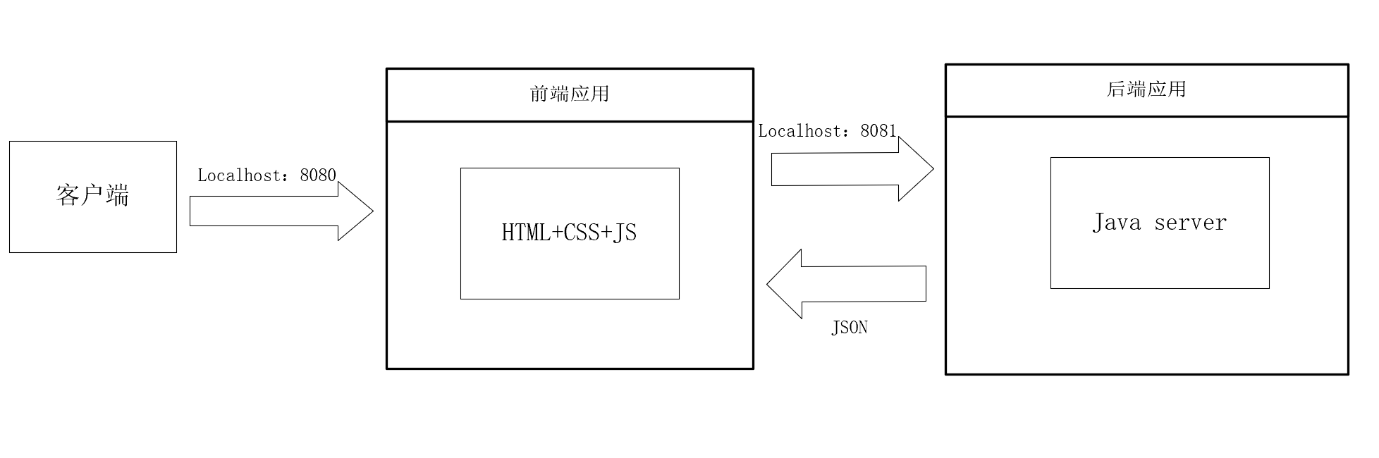 客户端
Localhost：8080
前端应用
HTML+CSS+JS
Localhost：8081
JSON
后端应用
Java server